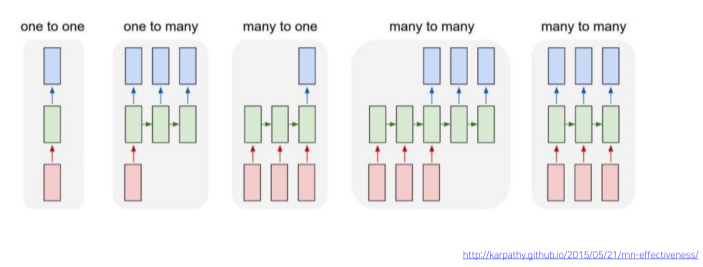 one to one
one to many
many to one
many to many
many to many
http://karpathy.github.io/2015/05/21/rnn-effectiveness/